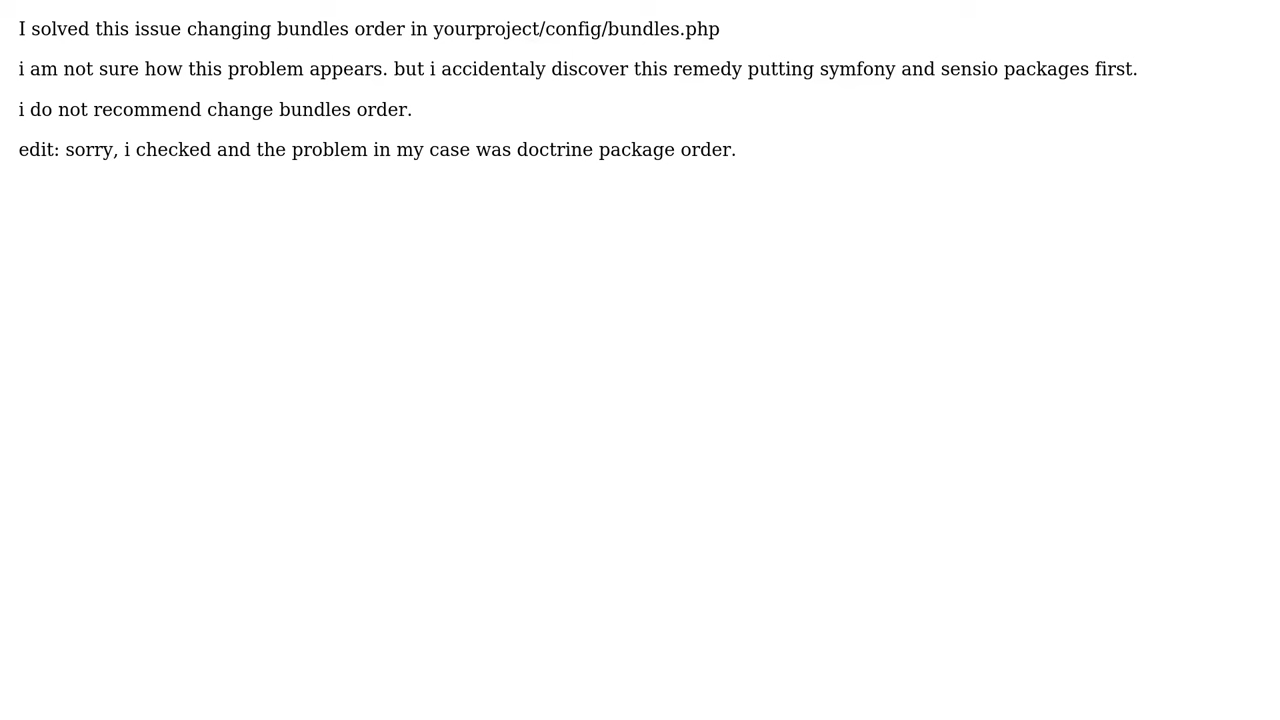 I solved this issue changing bundles order in yourproject/config/bundles.php
i am not sure how this problem appears. but i accidentaly discover this remedy putting symfony and sensio packages first.
i do not recommend change bundles order.
edit: sorry, i checked and the problem in my case was doctrine package order.